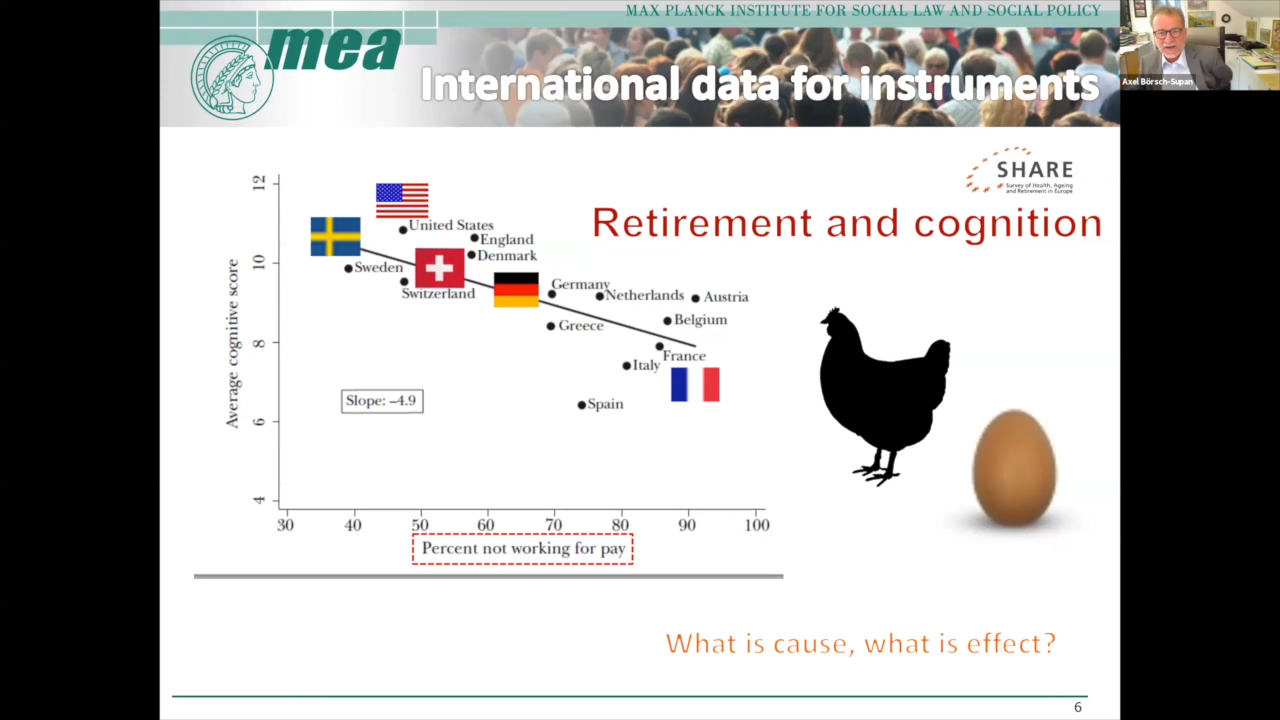 MAX PLANCK INSTITUTE FOR SOCIAL LAW AND SOCIAL POLICY
mea
International data for instruments
Axel Börsch-Supan
SHARE
Survey of Health, Ageing
and Retirement in Europe
Retirement and cognition
Average cognitive score
12
10
8
6
4
United States
England
Denmark
Sweden
Switzerland
Germany
Netherlands
Austria
Greece
Belgium
France
Italy
Spain
Slope: –4.9
30 40 50 60 70 80 90 100
Percent not working for pay
What is cause, what is effect?
6